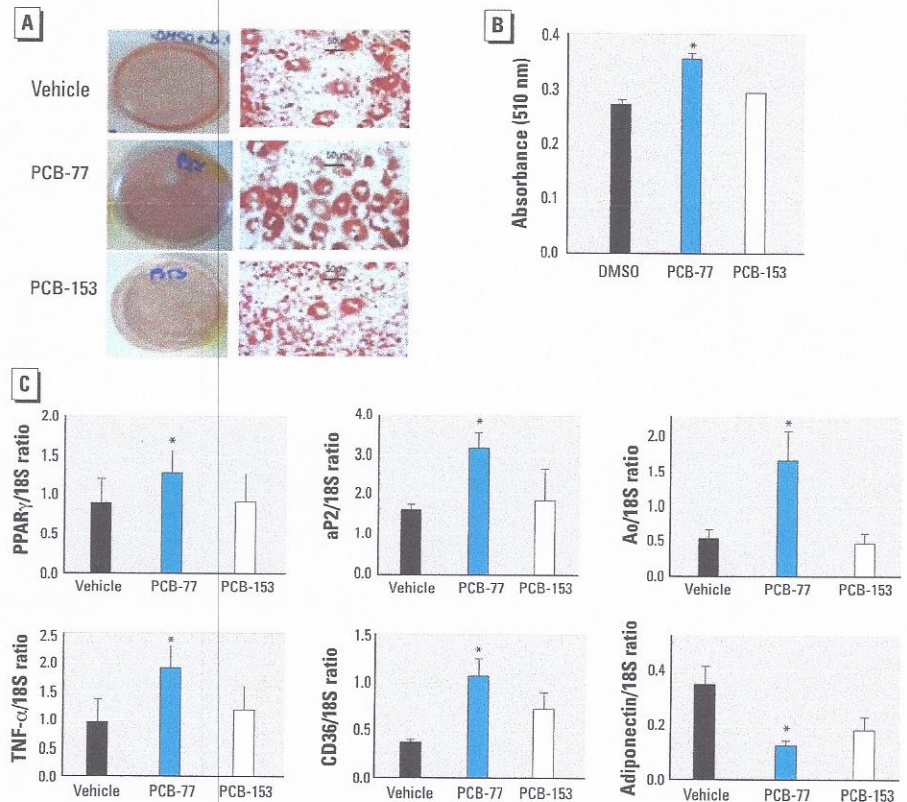 A
Vehicle
50µm
PCB-77
50µm
PCB-153
50µm
B
Absorbance (510 nm)
0.4
0.3
0.2
0.1
0.0
*
DMSO PCB-77 PCB-153
C
PPARγ/18S ratio
2.0
1.5
1.0
0.5
0.0
*
Vehicle PCB-77 PCB-153
aP2/18S ratio
4.0
3.0
2.0
1.0
0.0
*
Vehicle PCB-77 PCB-153
Ao/18S ratio
2.0
1.5
1.0
0.5
0.0
*
Vehicle PCB-77 PCB-153
TNF-α/18S ratio
2.5
2.0
1.5
1.0
0.5
0.0
*
Vehicle PCB-77 PCB-153
CD36/18S ratio
1.5
1.0
0.5
0.0
*
Vehicle PCB-77 PCB-153
Adiponectin/18S ratio
0.4
0.2
0.0
*
Vehicle PCB-77 PCB-153